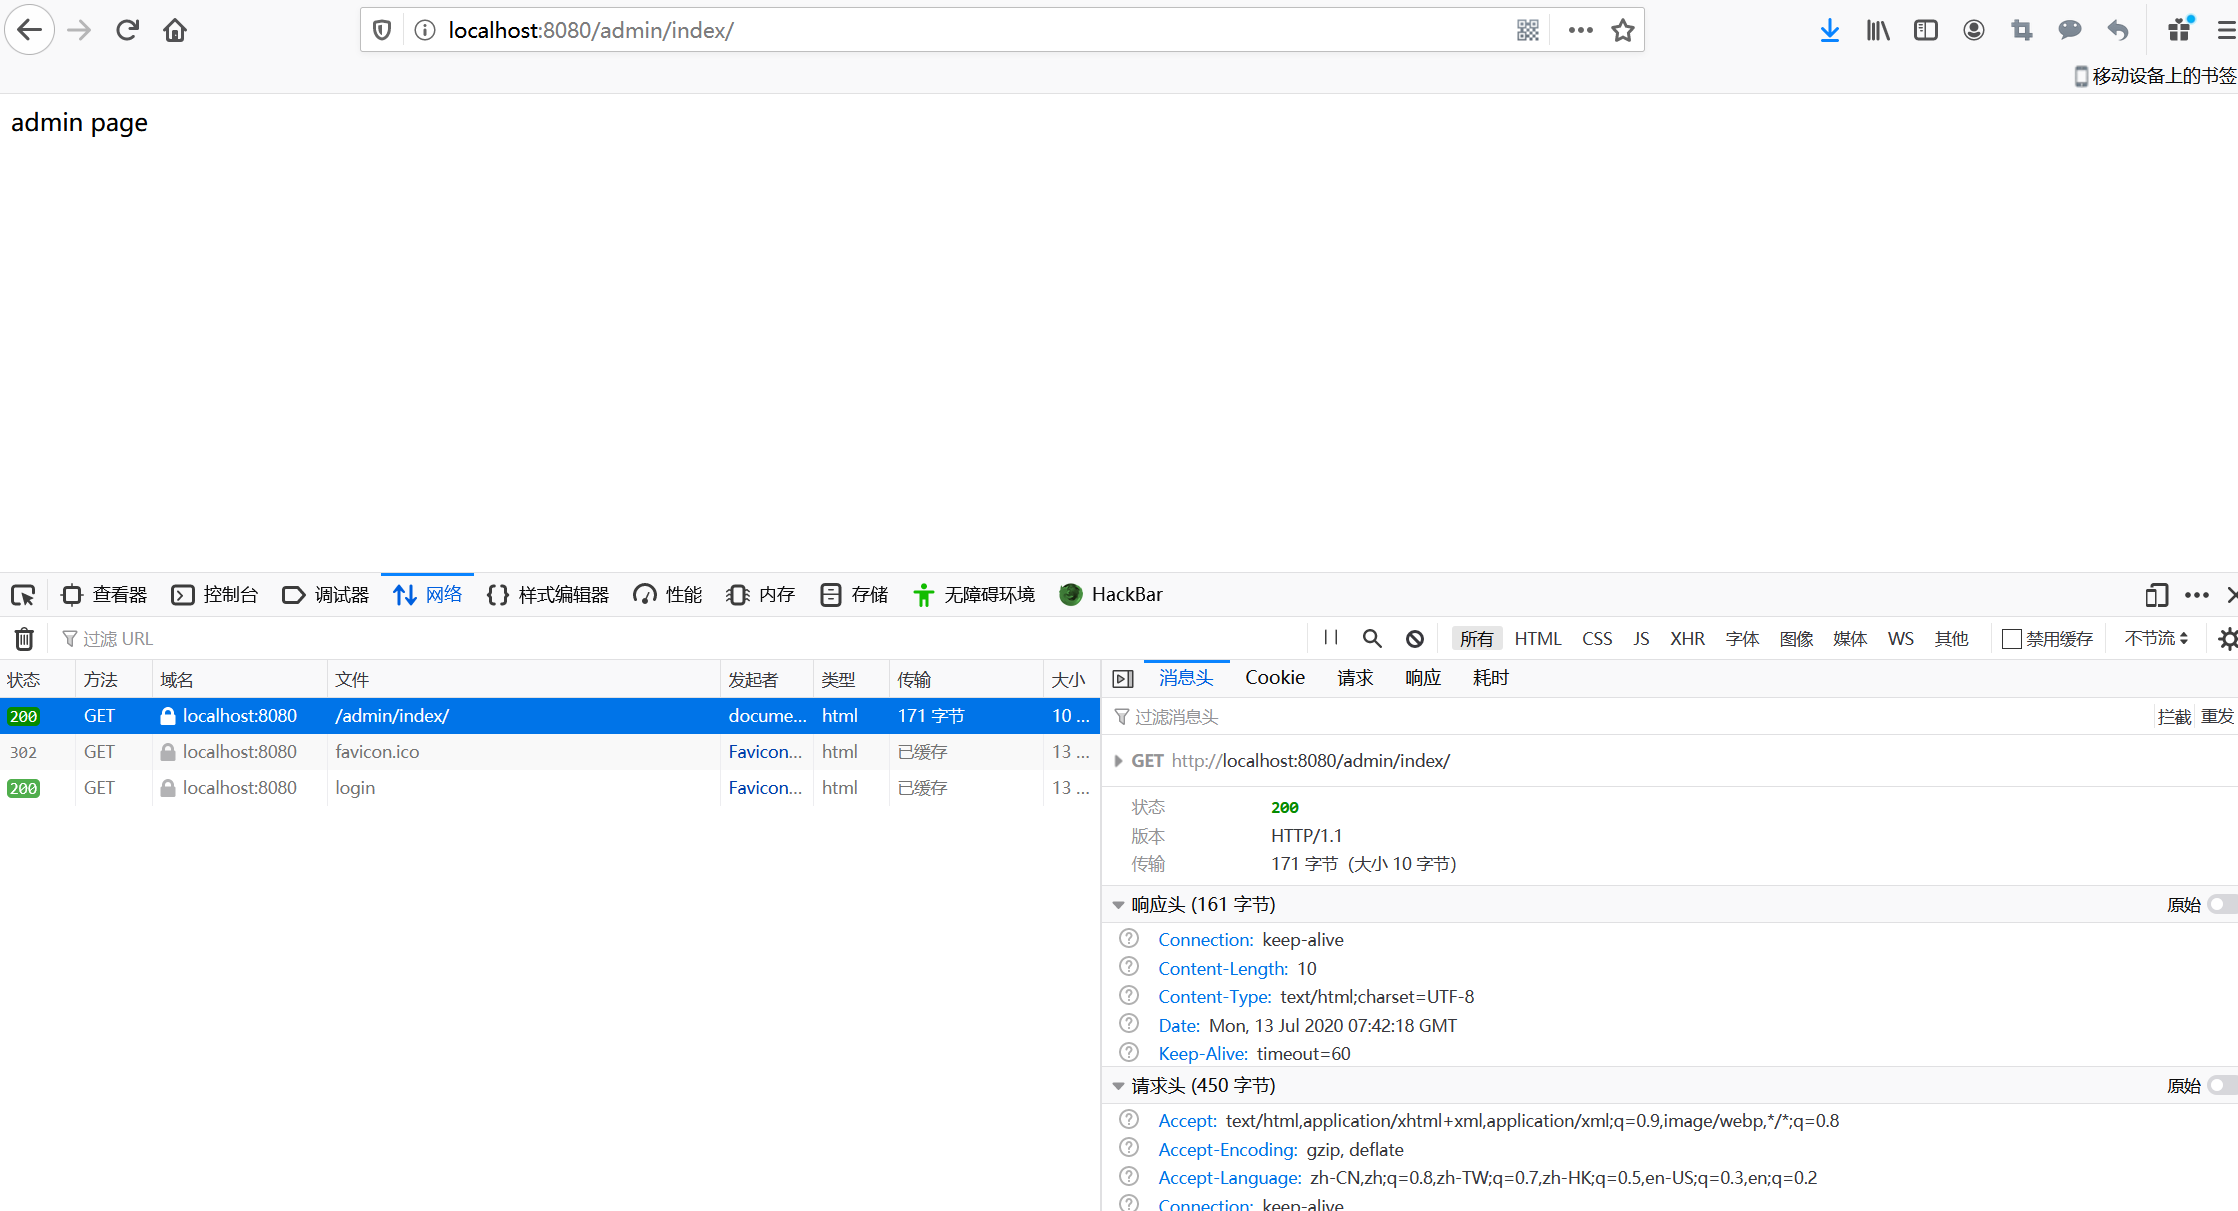 localhost:8080/admin/index/
移动设备上的书签
admin page
查看器 控制台 调试器 网络 样式编辑器 性能 内存 存储 无障碍环境 HackBar
过滤 URL 所有 HTML CSS JS XHR 字体 图像 媒体 WS 其他 禁用缓存 不节流
状态 方法 域名 文件 发起者 类型 传输 大小
200 GET localhost:8080 /admin/index/ docume... html 171 字节 10 ...
302 GET localhost:8080 favicon.ico Favicon... html 已缓存 13 ...
200 GET localhost:8080 login Favicon... html 已缓存 13 ...
消息头 Cookie 请求 响应 耗时
过滤消息头 拦截 重发
GET http://localhost:8080/admin/index/
状态 200
版本 HTTP/1.1
传输 171 字节 (大小 10 字节)
响应头 (161 字节) 原始
Connection: keep-alive
Content-Length: 10
Content-Type: text/html;charset=UTF-8
Date: Mon, 13 Jul 2020 07:42:18 GMT
Keep-Alive: timeout=60
请求头 (450 字节) 原始
Accept: text/html,application/xhtml+xml,application/xml;q=0.9,image/webp,*/*;q=0.8
Accept-Encoding: gzip, deflate
Accept-Language: zh-CN,zh;q=0.8,zh-TW;q=0.7,zh-HK;q=0.5,en-US;q=0.3,en;q=0.2
Connection: keep-alive